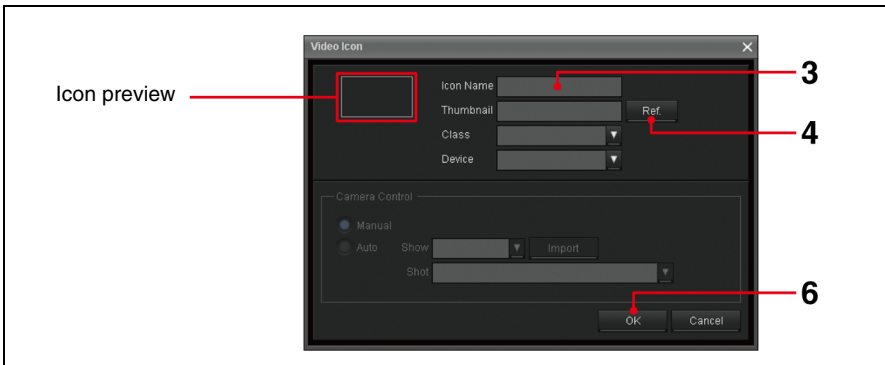 Video Icon
Icon preview
Icon Name
3
Thumbnail
Ref.
4
Class
Device
Camera Control
Manual
Auto
Show
Import
Shot
6
OK
Cancel